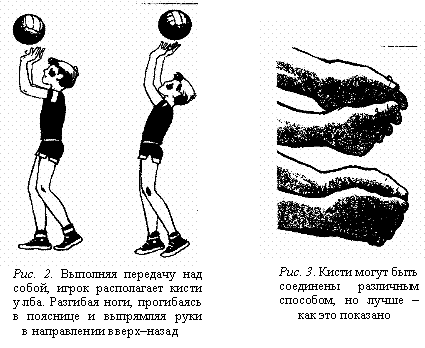 Рис. 2. Выполняя передачу над
собой, игрок располагает кисти
у лба. Разгибая ноги, прогибаясь
в пояснице и выпрямляя руки
в направлении вверх–назад
Рис. 3. Кисти могут быть
соединены различным
способом, но лучше –
как это показано